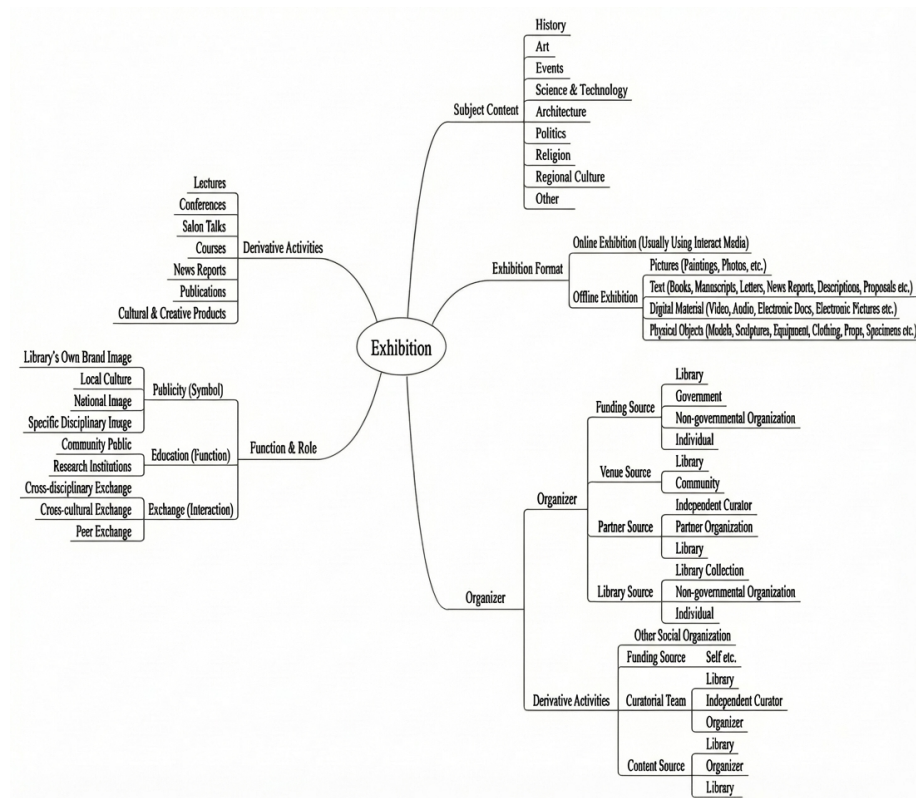 Exhibition
Subject Content
History
Art
Events
Science & Technology
Architecture
Politics
Religion
Regional Culture
Other
Exhibition Format
Online Exhibition (Usually Using Interact Media)
Offline Exhibition
Pictures (Paintings, Photos, etc.)
Text (Books, Manuscripts, Letters, News Reports, Descriptions, Proposals etc.)
Digital Material (Video, Audio, Electronic Docs, Electronic Pictures etc.)
Physical Objects (Models, Sculptures, Equipment, Clothing, Props, Specimens etc.)
Organizer
Organizer
Funding Source
Library
Government
Non-governmental Organization
Individual
Venue Source
Library
Community
Partner Source
Independent Curator
Partner Organization
Library
Library Source
Library Collection
Non-governmental Organization
Individual
Derivative Activities
Other Social Organization
Funding Source
Self etc.
Curatorial Team
Library
Independent Curator
Organizer
Content Source
Library
Organizer
Library
Derivative Activities
Lectures
Conferences
Salon Talks
Courses
News Reports
Publications
Cultural & Creative Products
Function & Role
Publicity (Symbol)
Library's Own Brand Image
Local Culture
National Image
Specific Disciplinary Image
Education (Function)
Community Public
Research Institutions
Exchange (Interaction)
Cross-disciplinary Exchange
Cross-cultural Exchange
Peer Exchange